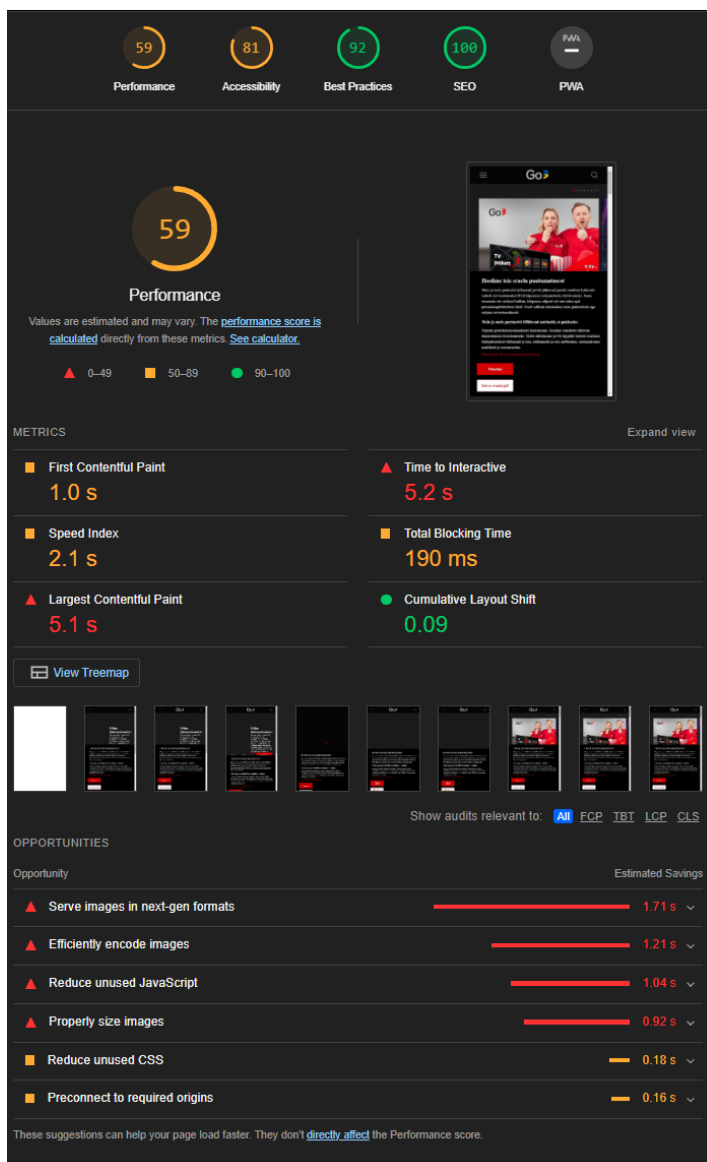 59
81
92
100
PWA
Performance
Accessibility
Best Practices
SEO
PWA
59
Performance
Values are estimated and may vary. The performance score is
calculated directly from these metrics. See calculator.
0–49
50–89
90–100
Go3
Go3
METRICS
Expand view
First Contentful Paint
1.0 s
Time to Interactive
5.2 s
Speed Index
2.1 s
Total Blocking Time
190 ms
Largest Contentful Paint
5.1 s
Cumulative Layout Shift
0.09
View Treemap
Show audits relevant to: All FCP TBT LCP CLS
OPPORTUNITIES
Opportunity
Estimated Savings
Serve images in next-gen formats
1.71 s
Efficiently encode images
1.21 s
Reduce unused JavaScript
1.04 s
Properly size images
0.92 s
Reduce unused CSS
0.18 s
Preconnect to required origins
0.16 s
These suggestions can help your page load faster. They don't directly affect the Performance score.